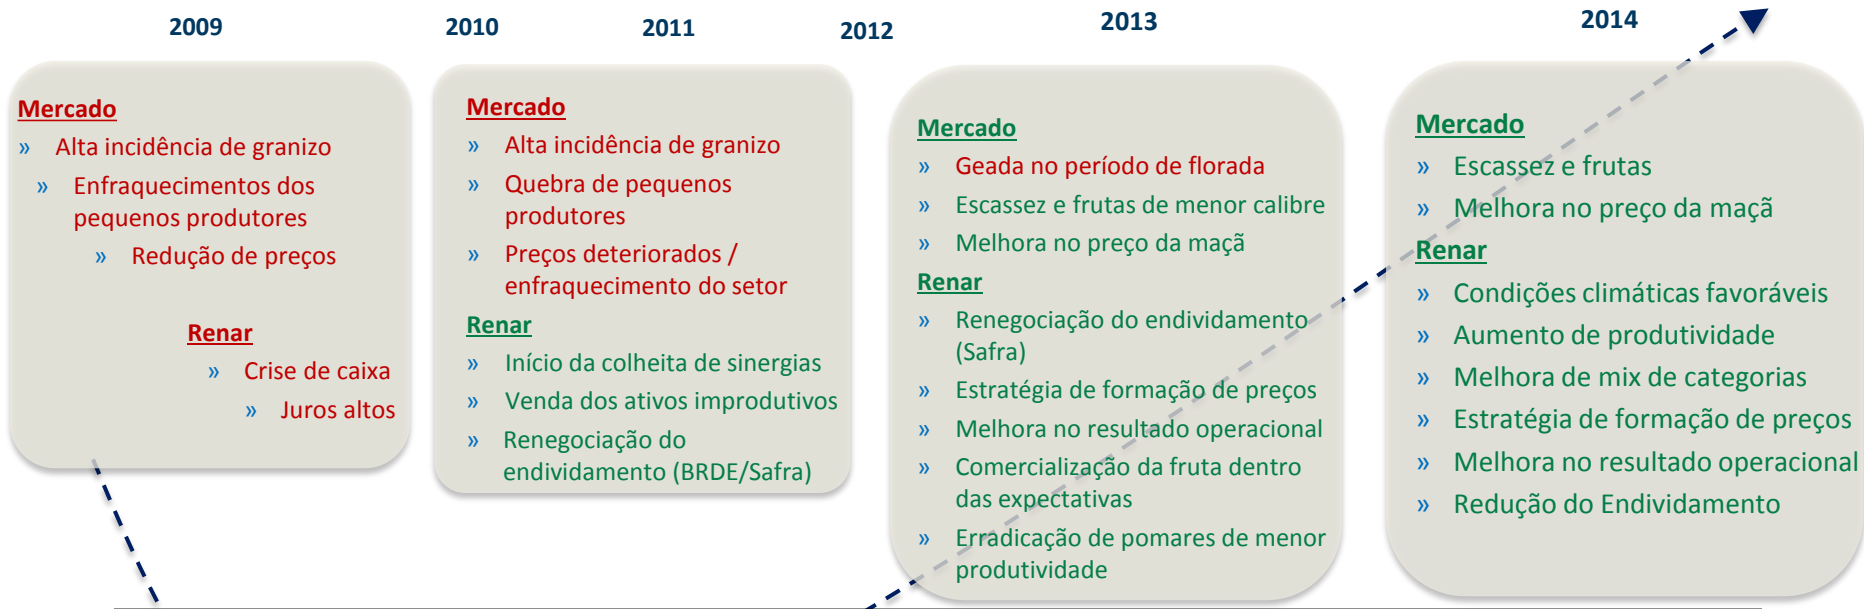 2009
2010
2011
2012
2013
2014
Mercado
» Alta incidência de granizo
» Enfraquecimentos dos
pequenos produtores
» Redução de preços
Renar
» Crise de caixa
» Juros altos
Mercado
» Alta incidência de granizo
» Quebra de pequenos
produtores
» Preços deteriorados /
enfraquecimento do setor
Renar
» Início da colheita de sinergias
» Venda dos ativos improdutivos
» Renegociação do
endividamento (BRDE/Safra)
Mercado
» Geada no período de florada
» Escassez e frutas de menor calibre
» Melhora no preço da maçã
Renar
» Renegociação do endividamento
(Safra)
» Estratégia de formação de preços
» Melhora no resultado operacional
» Comercialização da fruta dentro
das expectativas
» Erradicação de pomares de menor
produtividade
Mercado
» Escassez e frutas
» Melhora no preço da maçã
Renar
» Condições climáticas favoráveis
» Aumento de produtividade
» Melhora de mix de categorias
» Estratégia de formação de preços
» Melhora no resultado operacional
» Redução do Endividamento